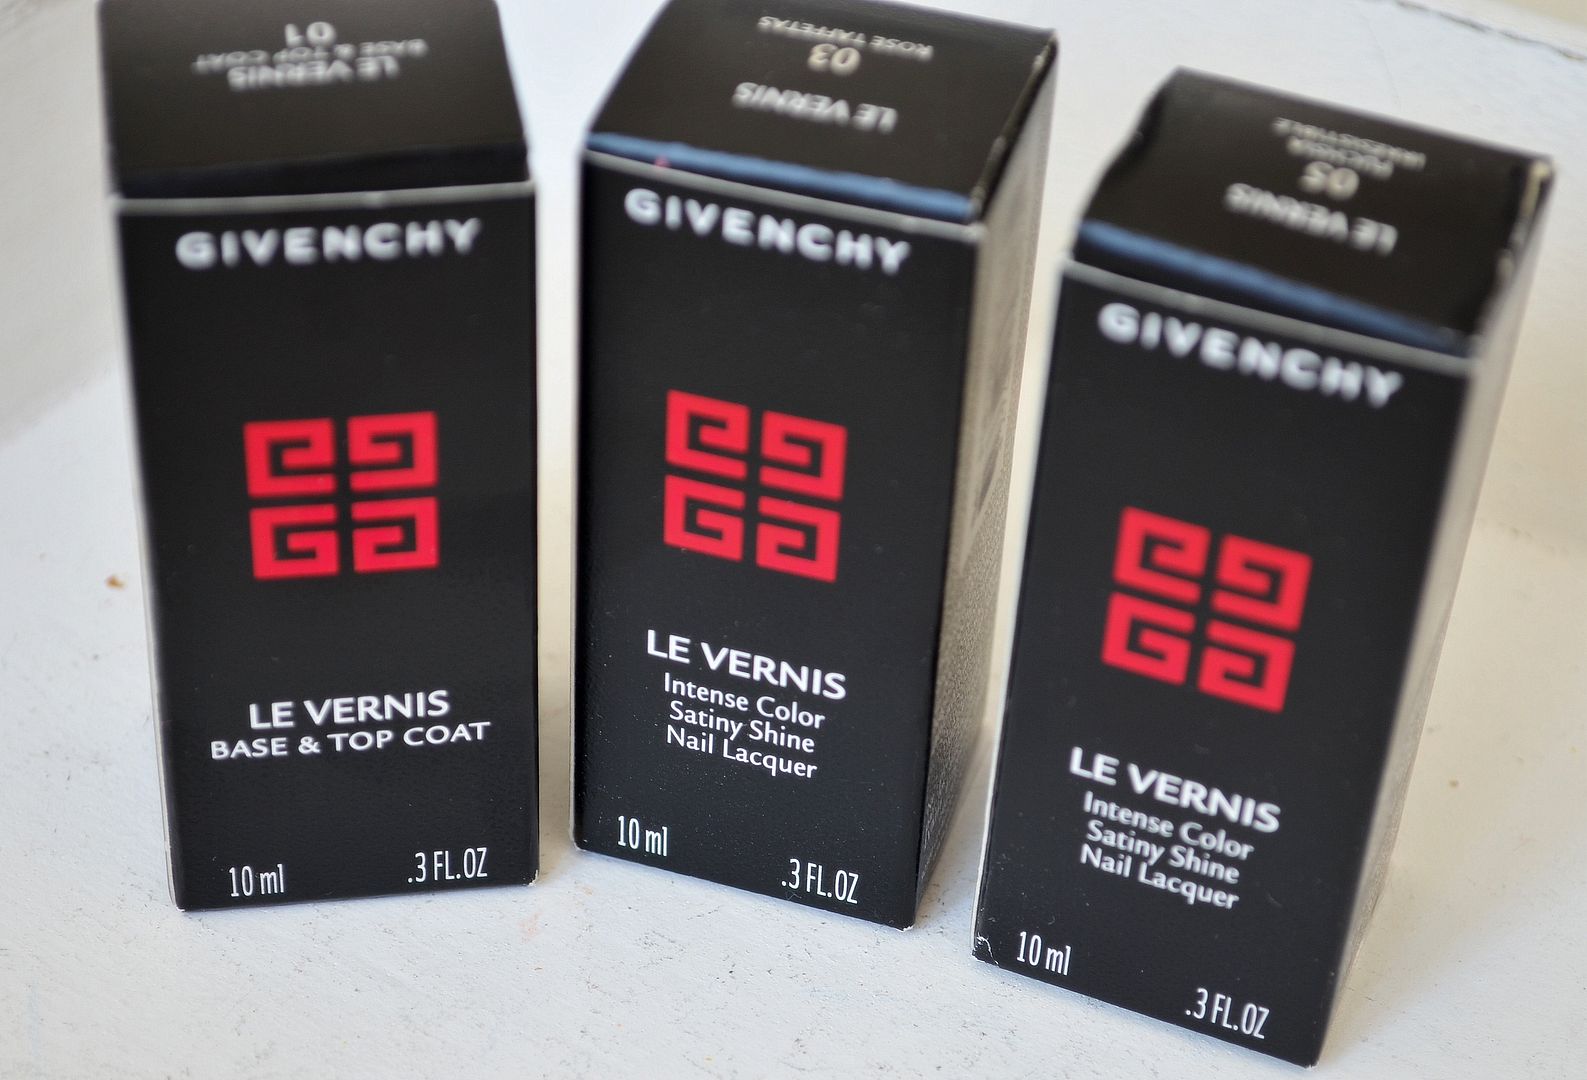 LE VERNIS
BASE & TOP COAT
01
GIVENCHY
LE VERNIS
BASE & TOP COAT
10 ml .3 FL.OZ
LE VERNIS
03
ROSE TAFFETAS
GIVENCHY
LE VERNIS
Intense Color
Satiny Shine
Nail Lacquer
10 ml .3 FL.OZ
LE VERNIS
05
FUCHSIA
IRRÉSISTIBLE
GIVENCHY
LE VERNIS
Intense Color
Satiny Shine
Nail Lacquer
10 ml .3 FL.OZ